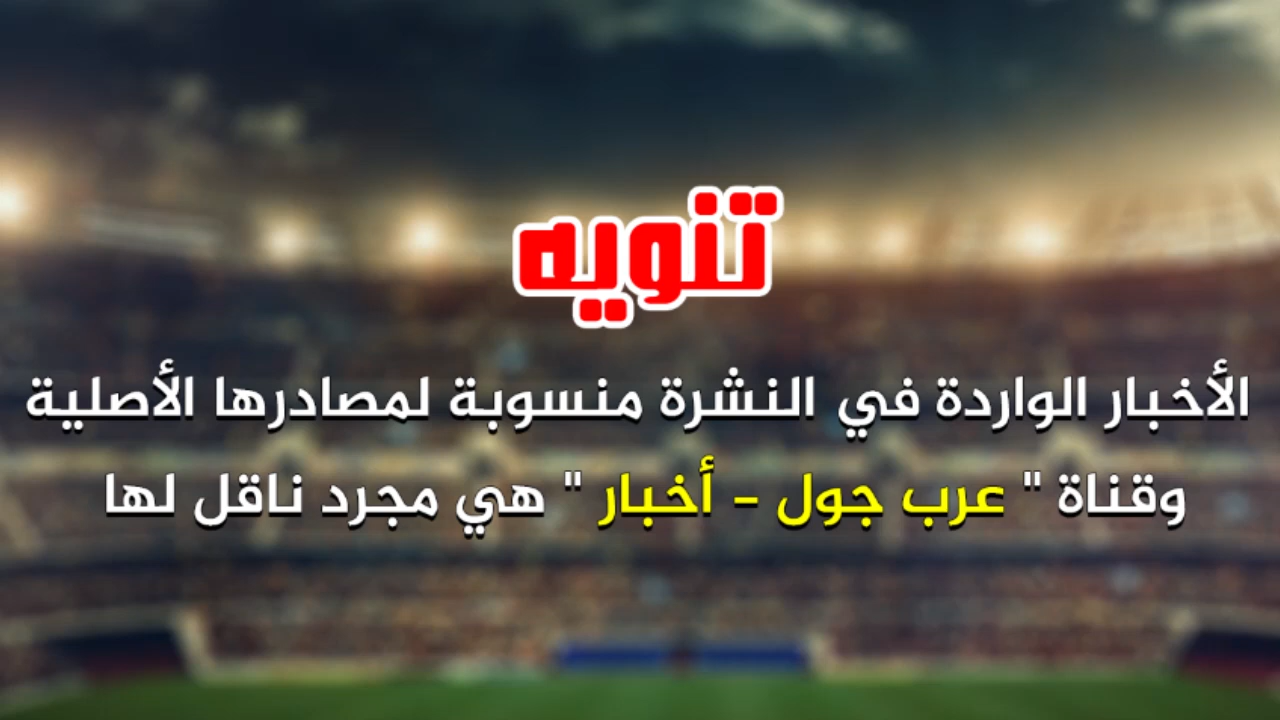 تنويه
الأخبار الواردة في النشرة منسوبة لمصادرها الأصلية
وقناة " عرب جول - أخبار " هي مجرد ناقل لها